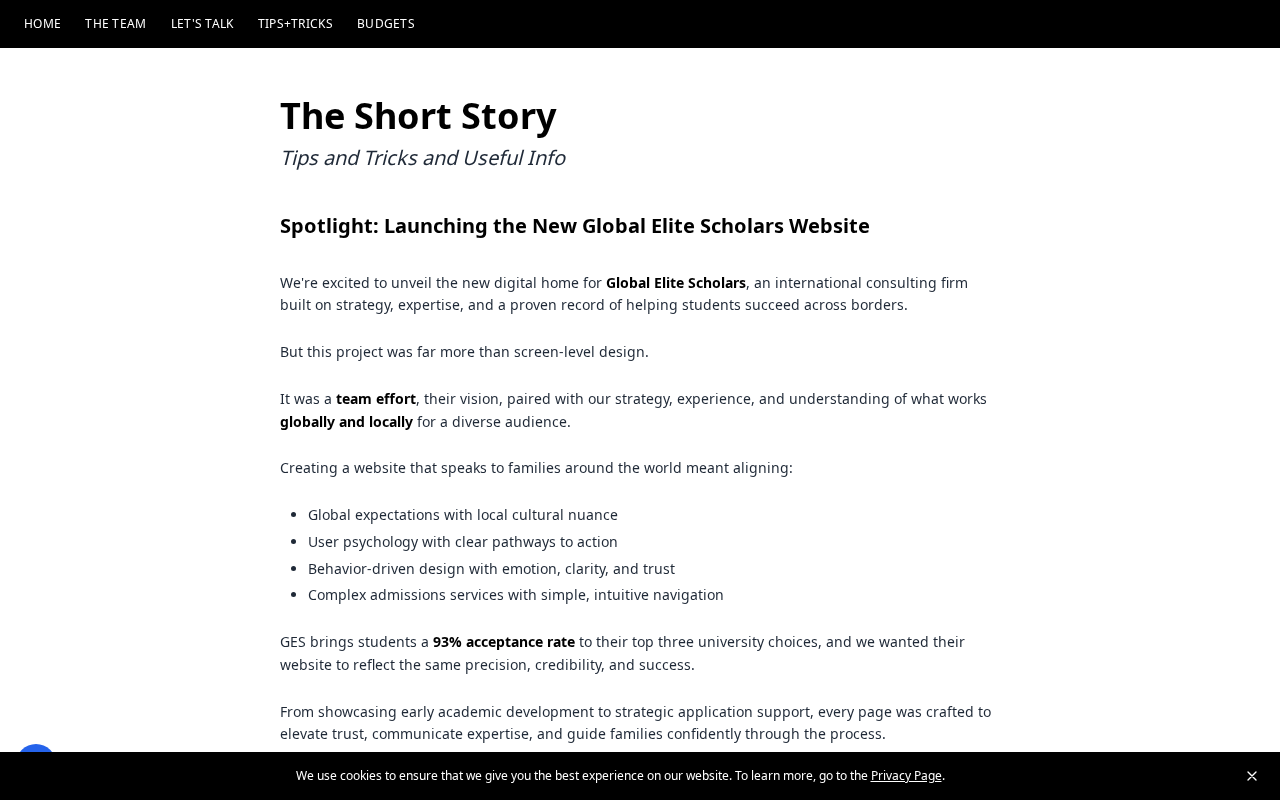 HOME THE TEAM LET'S TALK TIPS+TRICKS BUDGETS
The Short Story
Tips and Tricks and Useful Info
Spotlight: Launching the New Global Elite Scholars Website
We're excited to unveil the new digital home for Global Elite Scholars, an international consulting firm
built on strategy, expertise, and a proven record of helping students succeed across borders.
But this project was far more than screen-level design.
It was a team effort, their vision, paired with our strategy, experience, and understanding of what works
globally and locally for a diverse audience.
Creating a website that speaks to families around the world meant aligning:
• Global expectations with local cultural nuance
• User psychology with clear pathways to action
• Behavior-driven design with emotion, clarity, and trust
• Complex admissions services with simple, intuitive navigation
GES brings students a 93% acceptance rate to their top three university choices, and we wanted their
website to reflect the same precision, credibility, and success.
From showcasing early academic development to strategic application support, every page was crafted to
elevate trust, communicate expertise, and guide families confidently through the process.
We use cookies to ensure that we give you the best experience on our website. To learn more, go to the Privacy Page.